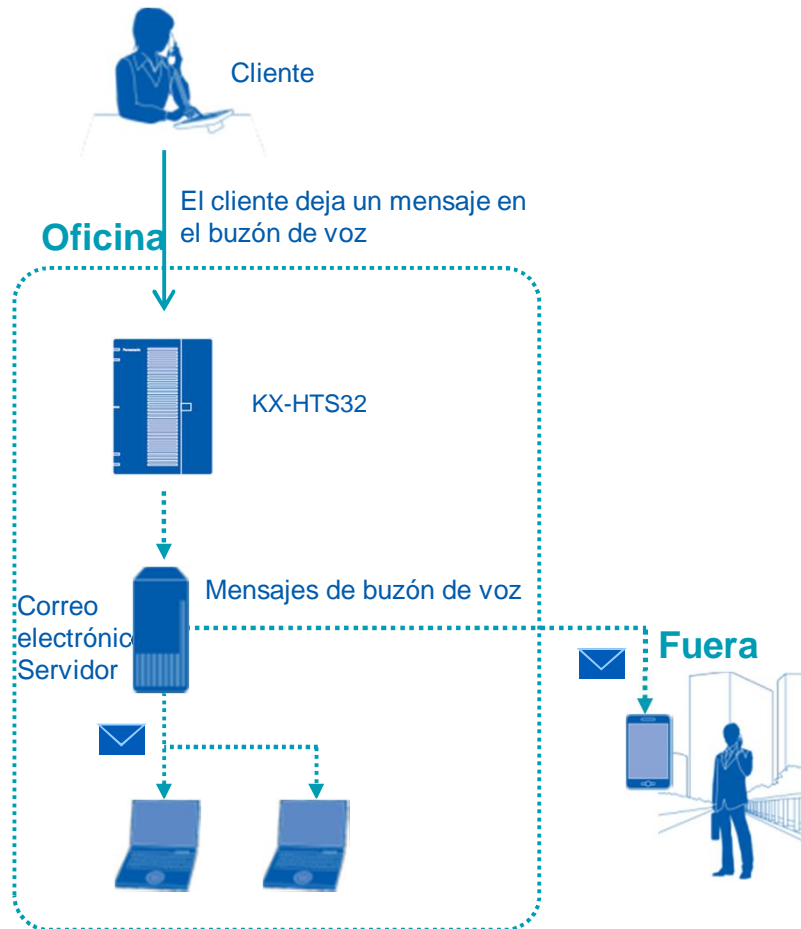 Cliente
El cliente deja un mensaje en
el buzón de voz
Oficina
KX-HTS32
Mensajes de buzón de voz
Correo
electrónic
Servidor
Fuera